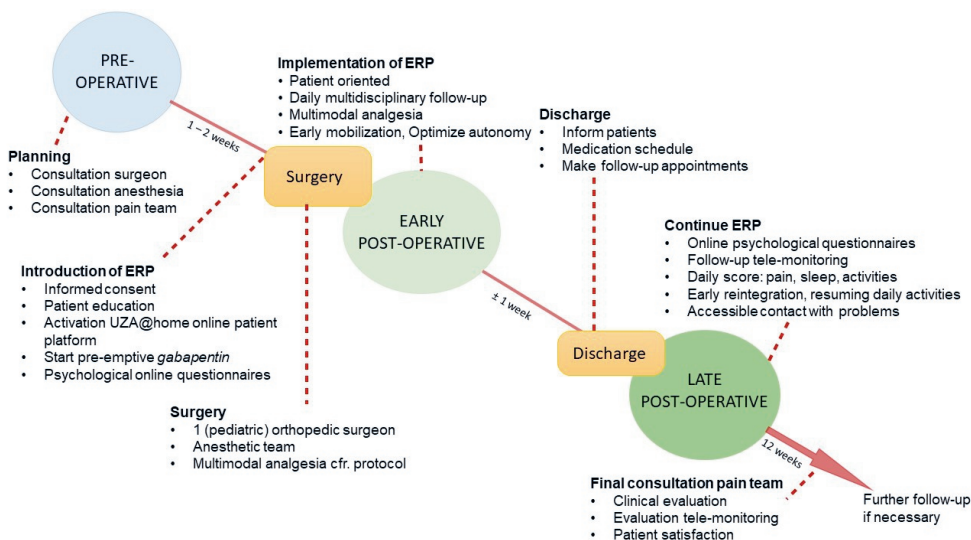 PRE-
OPERATIVE
1 – 2 weeks
Planning
• Consultation surgeon
• Consultation anesthesia
• Consultation pain team
Introduction of ERP
• Informed consent
• Patient education
• Activation UZA@home online patient
platform
• Start pre-emptive gabapentin
• Psychological online questionnaires
Surgery
Surgery
• 1 (pediatric) orthopedic surgeon
• Anesthetic team
• Multimodal analgesia cfr. protocol
Implementation of ERP
• Patient oriented
• Daily multidisciplinary follow-up
• Multimodal analgesia
• Early mobilization, Optimize autonomy
EARLY
POST-OPERATIVE
± 1 week
Discharge
• Inform patients
• Medication schedule
• Make follow-up appointments
Discharge
Continue ERP
• Online psychological questionnaires
• Follow-up tele-monitoring
• Daily score: pain, sleep, activities
• Early reintegration, resuming daily activities
• Accessible contact with problems
LATE
POST-OPERATIVE
12 weeks
Final consultation pain team
• Clinical evaluation
• Evaluation tele-monitoring
• Patient satisfaction
Further follow-up
if necessary